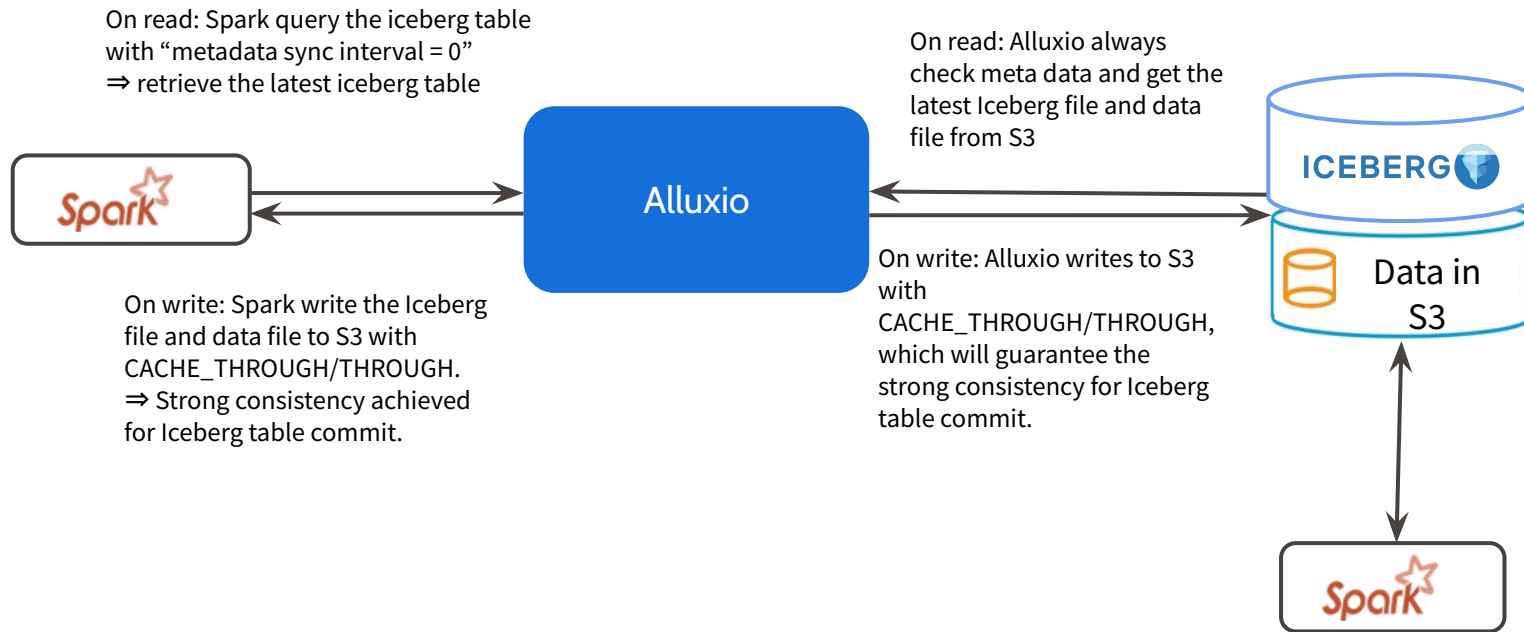 On read: Spark query the iceberg table
with “metadata sync interval = 0”
⇒ retrieve the latest iceberg table
On read: Alluxio always
check meta data and get the
latest Iceberg file and data
file from S3
Spark
Alluxio
ICEBERG
Data in
S3
On write: Spark write the Iceberg
file and data file to S3 with
CACHE_THROUGH/THROUGH.
⇒ Strong consistency achieved
for Iceberg table commit.
On write: Alluxio writes to S3
with
CACHE_THROUGH/THROUGH,
which will guarantee the
strong consistency for Iceberg
table commit.
Spark